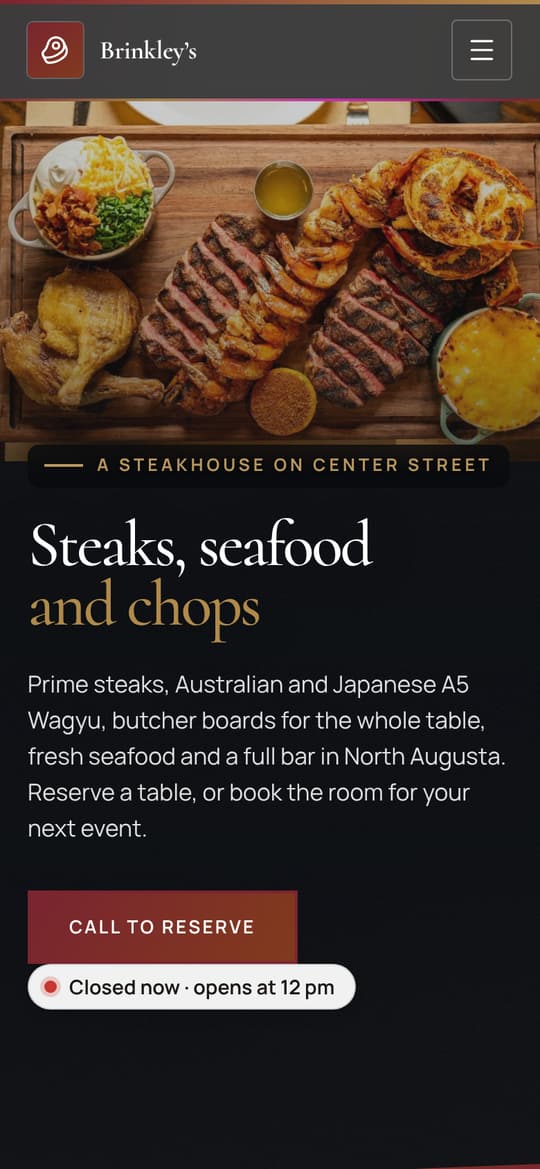 Brinkley’s
A STEAKHOUSE ON CENTER STREET
Steaks, seafood
and chops
Prime steaks, Australian and Japanese A5
Wagyu, butcher boards for the whole table,
fresh seafood and a full bar in North Augusta.
Reserve a table, or book the room for your
next event.
CALL TO RESERVE
Closed now · opens at 12 pm